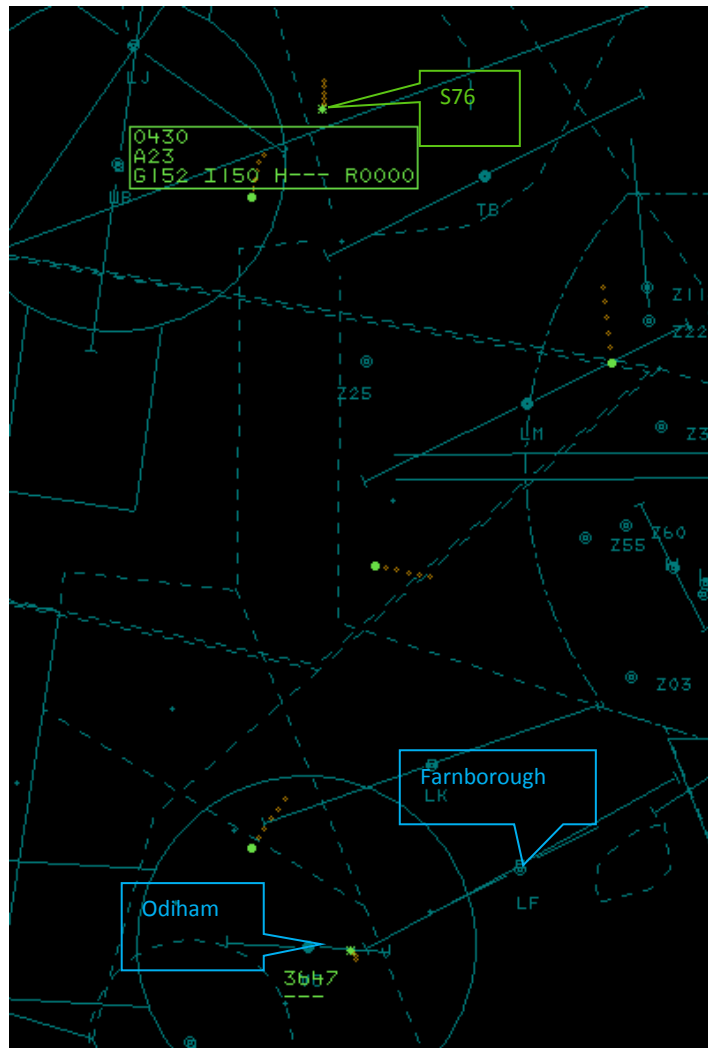 LJ
S76
0430
A23
G152 I150 H--- R0000
WB
TB
Z11
Z22
Z25
LM
Z3
Z55
Z60
Z03
Farnborough
LK
LF
Odiham
3647